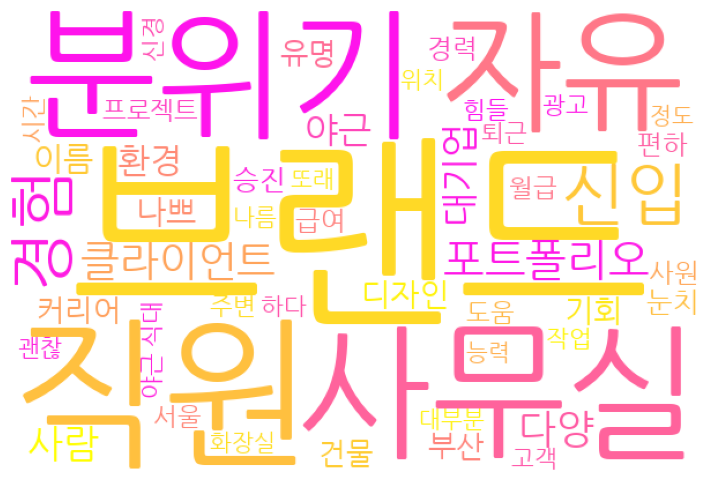 분위기
자유
신경
유명
경력
위치
시간
프로젝트
야근
힘들
광고
정도
퇴근
편하
이름
환경
브랜드
승진
또래
대기업
월급
신입
경험
나쁘
나름
급여
클라이언트
포트폴리오
사원
커리어
주변
하다
디자인
도움
기회
눈치
괜찮
야근 식대
직원
사무실
능력
작업
서울
대부분
다양
사람
화장실
건물
부산
고객